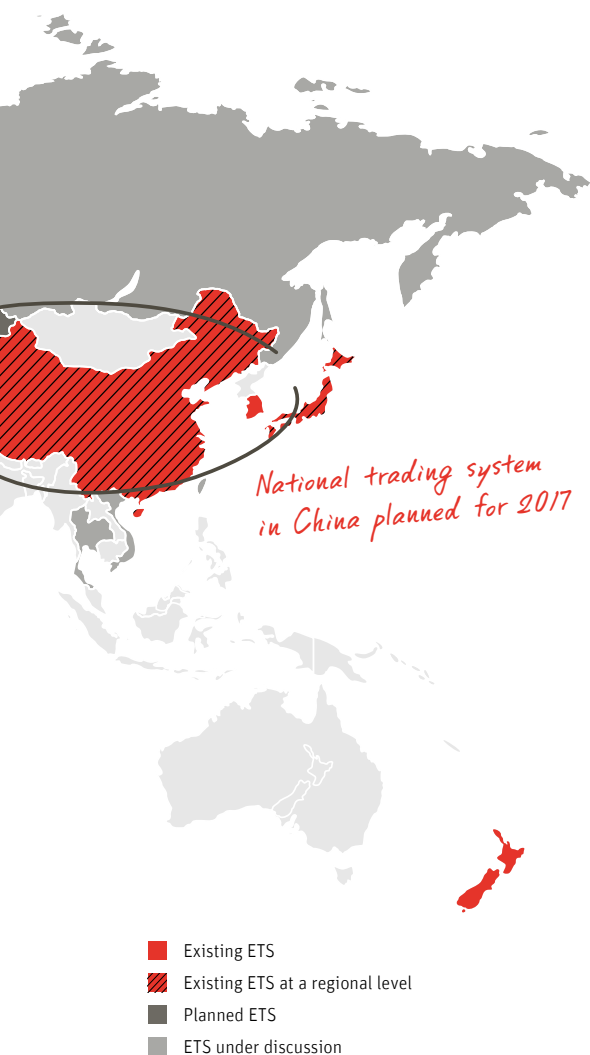 National trading system
in China planned for 2017
Existing ETS
Existing ETS at a regional level
Planned ETS
ETS under discussion